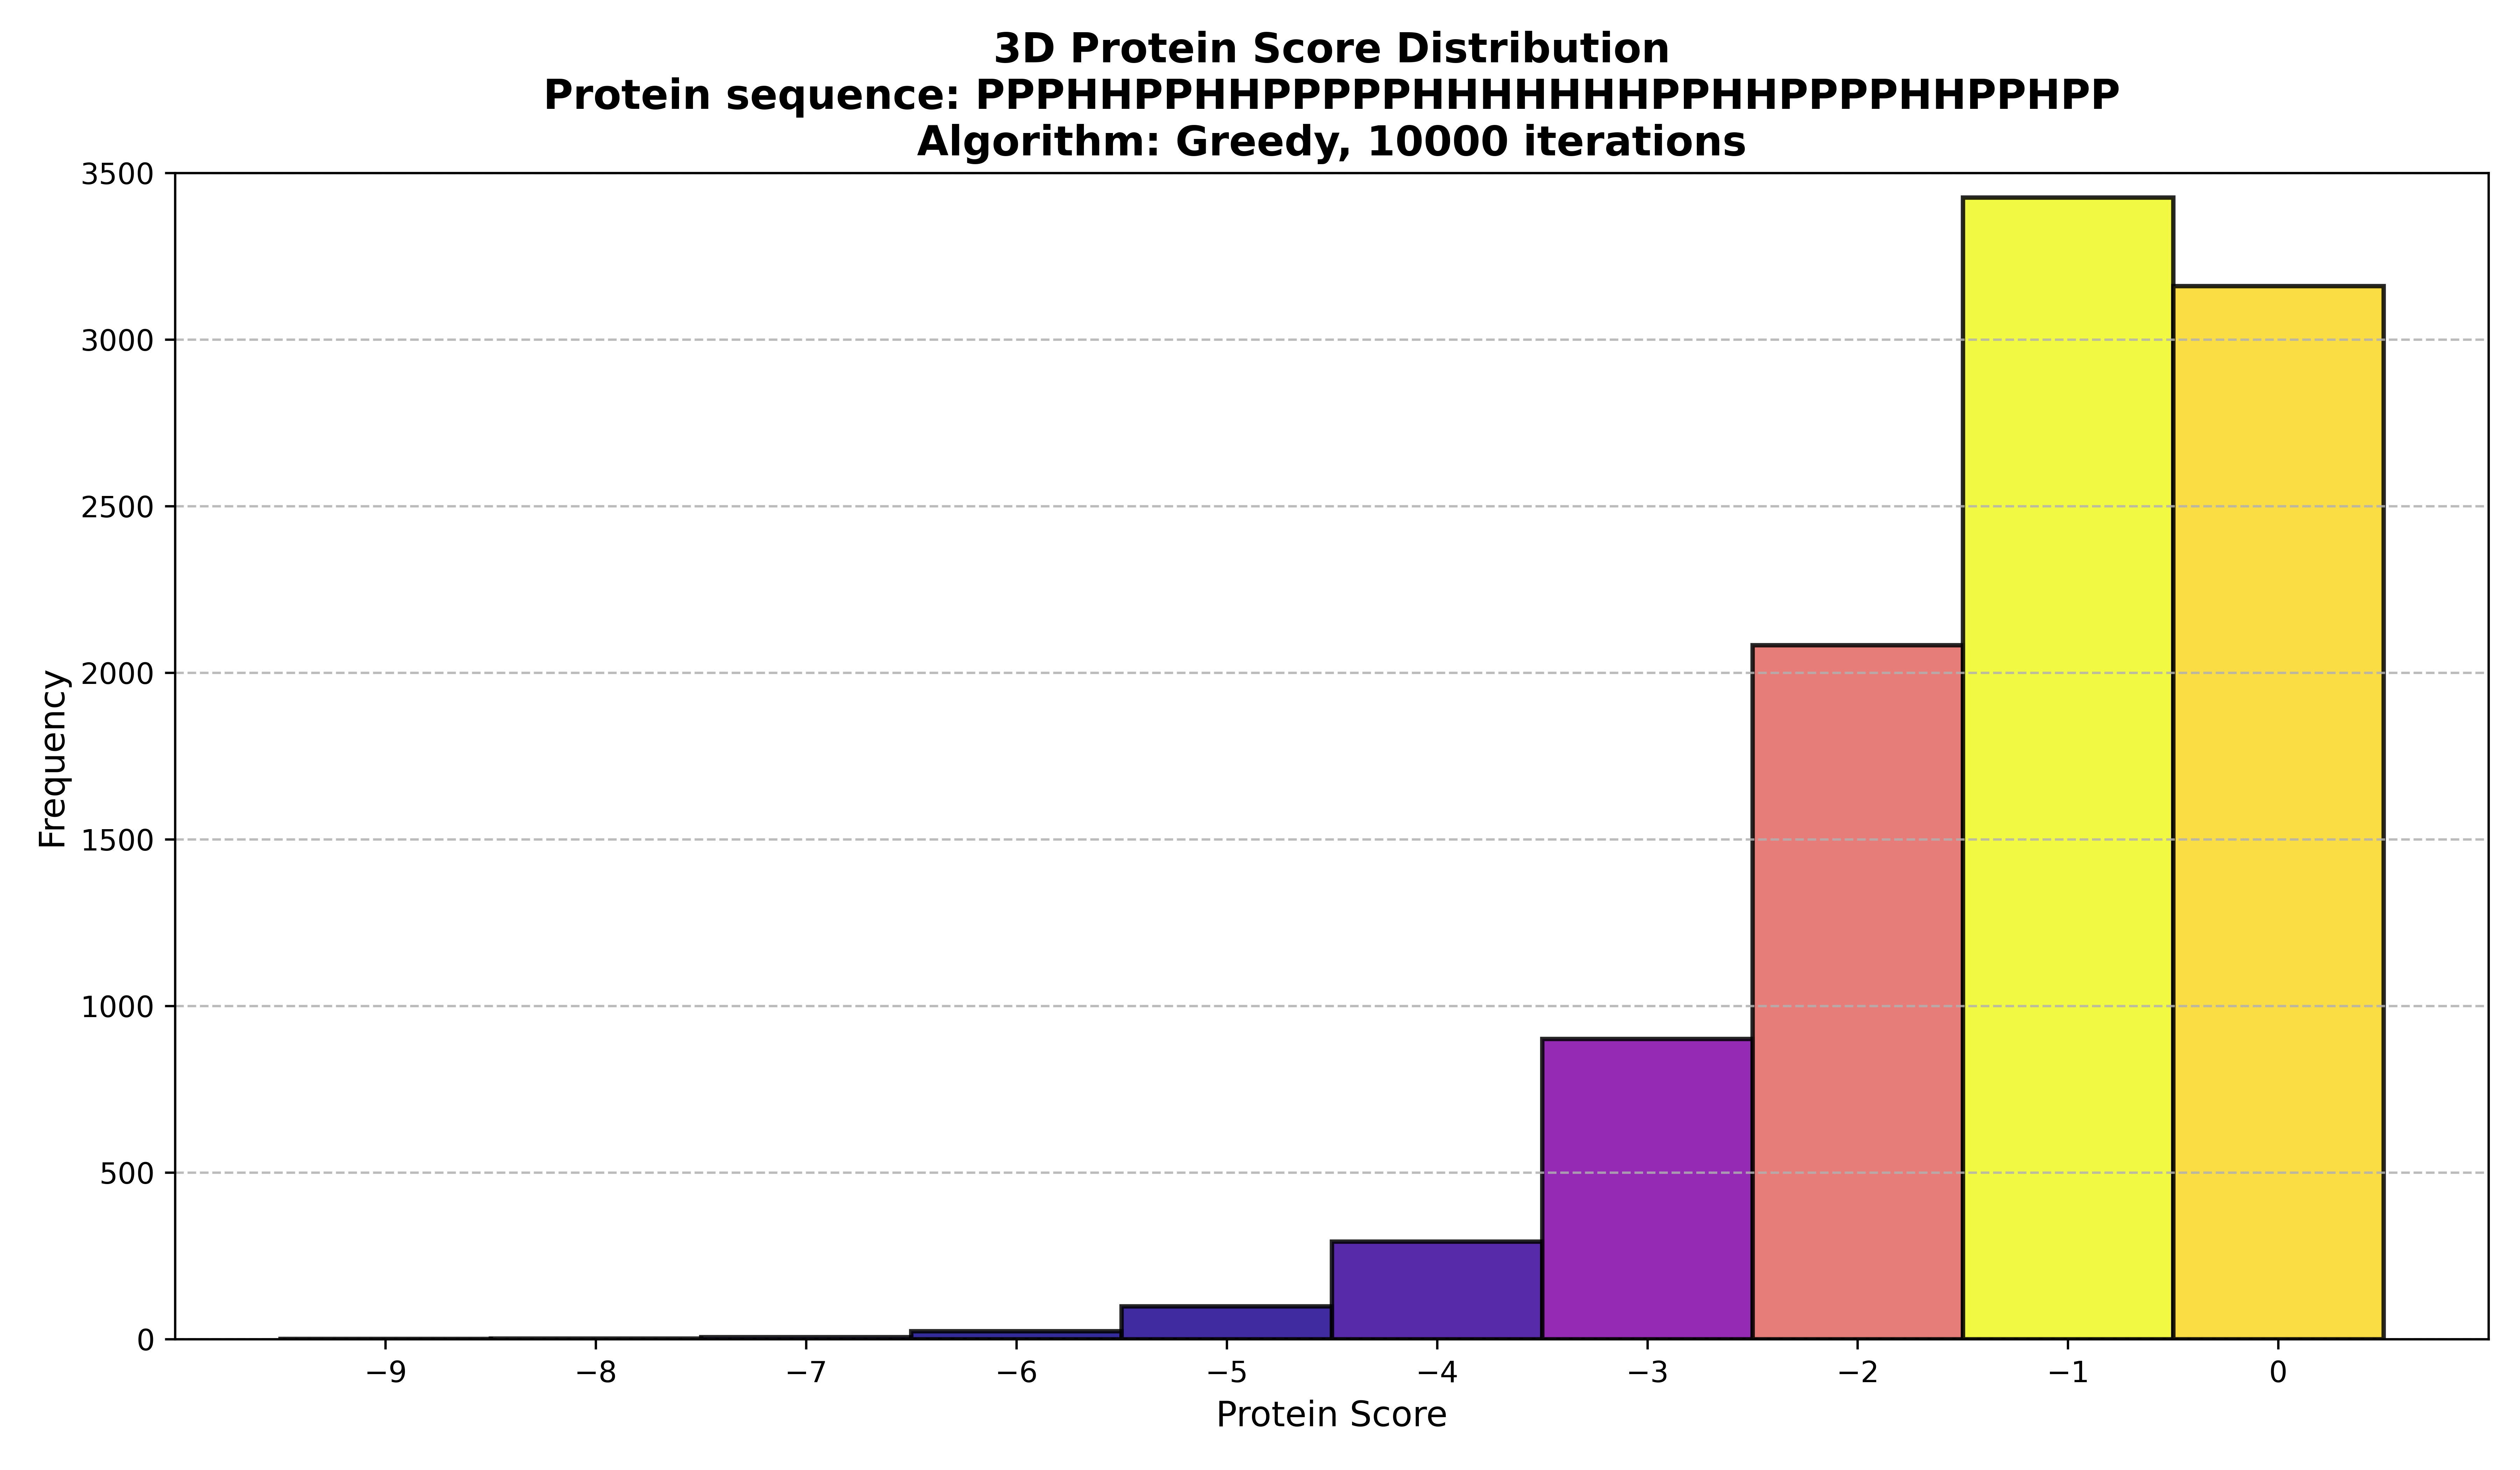 3D Protein Score Distribution
Protein sequence: PPPHHPPHHPPPPPHHHHHHHPPHHPPPPHHPPHPP
Algorithm: Greedy, 10000 iterations
3500
3000
2500
2000
1500
1000
500
0
Frequency
−9 −8 −7 −6 −5 −4 −3 −2 −1 0
Protein Score